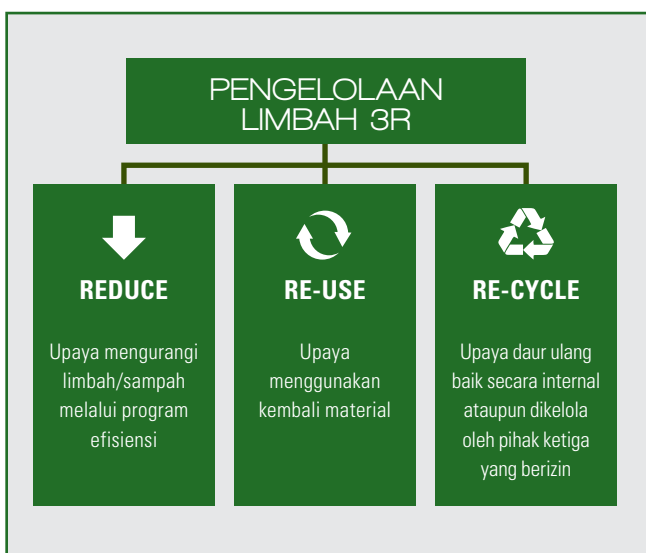 PENGELOLAAN
LIMBAH 3R
REDUCE
Upaya mengurangi
limbah/sampah
melalui program
efisiensi
RE-USE
Upaya
menggunakan
kembali material
RE-CYCLE
Upaya daur ulang
baik secara internal
ataupun dikelola
oleh pihak ketiga
yang berizin